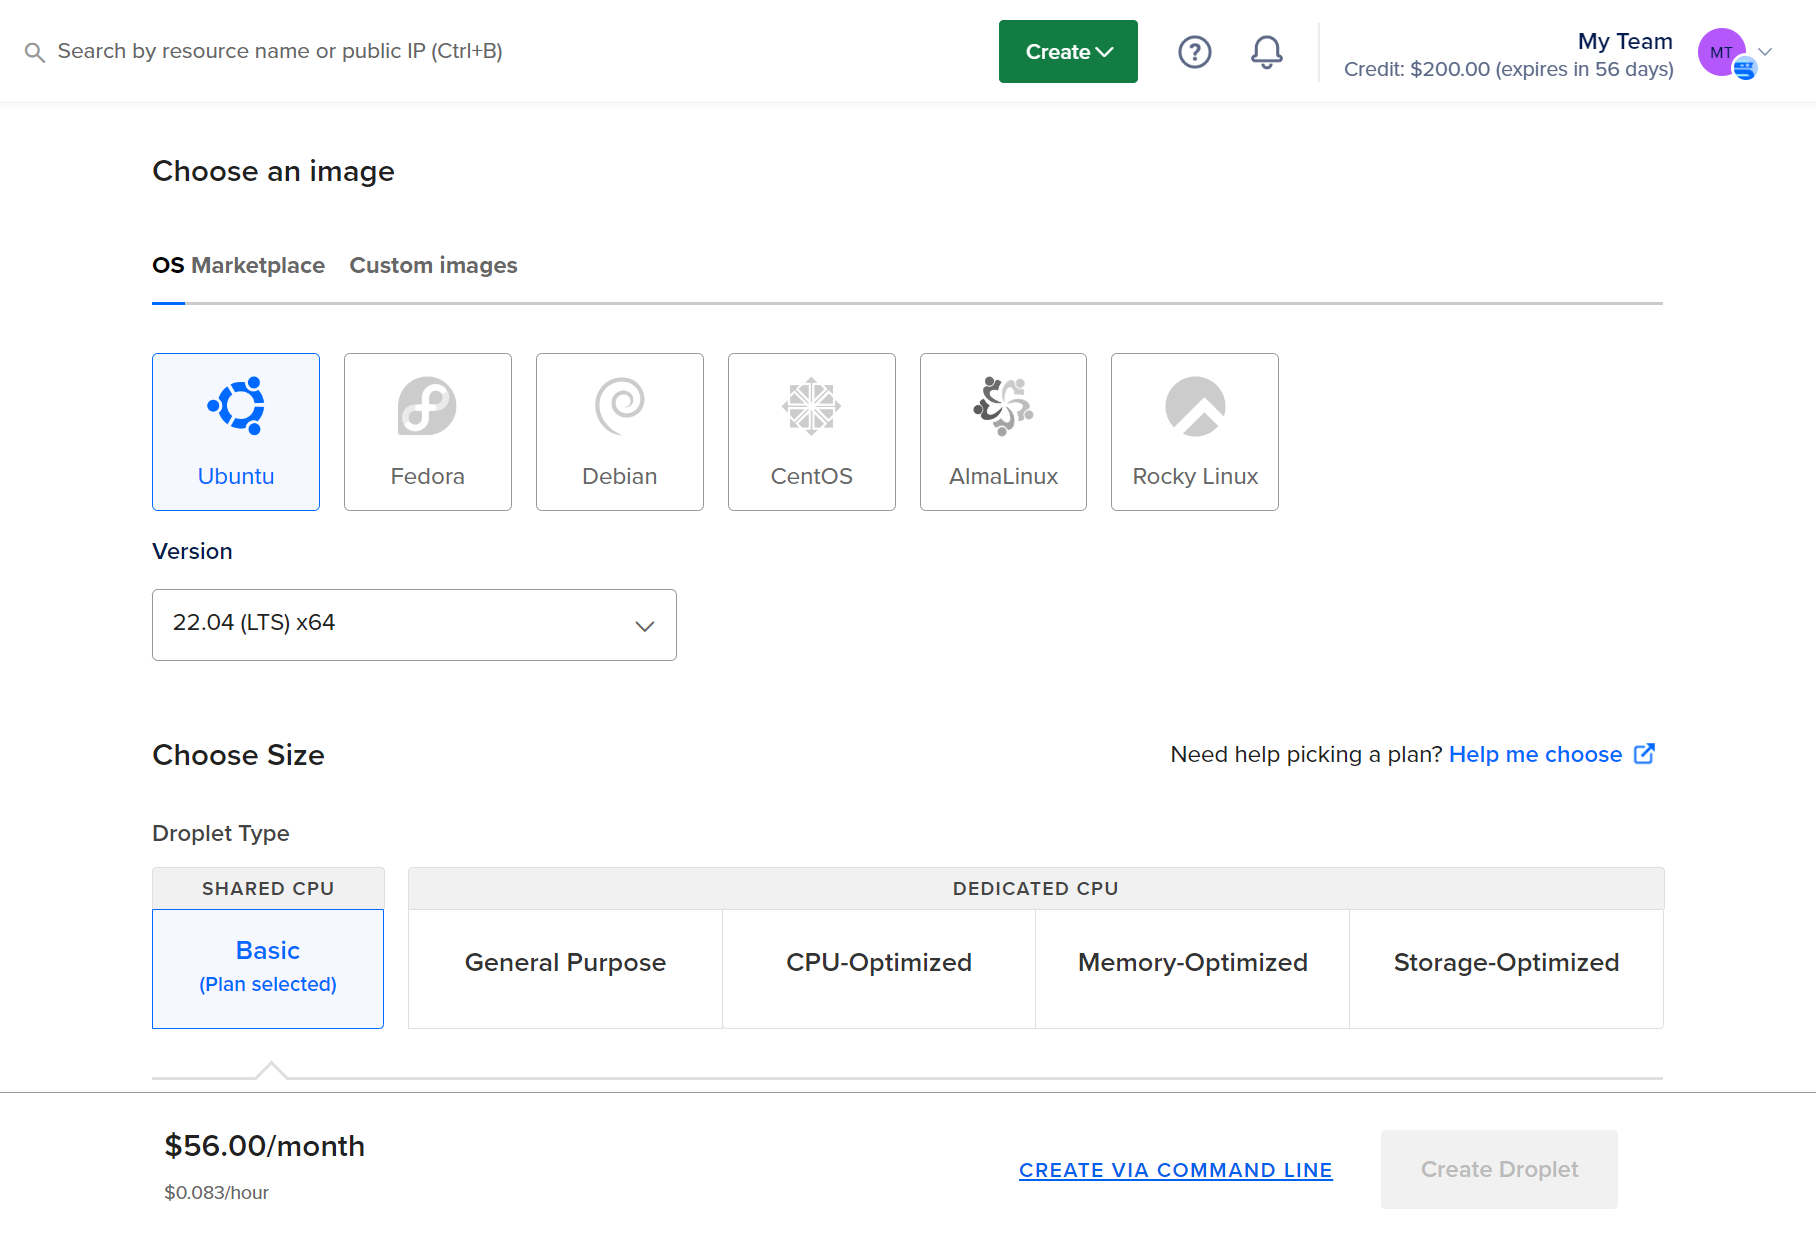 Search by resource name or public IP (Ctrl+B)
Create
My Team
Credit: $200.00 (expires in 56 days)
MT
Choose an image
OS Marketplace Custom images
Ubuntu
Fedora
Debian
CentOS
AlmaLinux
Rocky Linux
Version
22.04 (LTS) x64
Choose Size
Need help picking a plan? Help me choose
Droplet Type
SHARED CPU
DEDICATED CPU
Basic
(Plan selected)
General Purpose
CPU-Optimized
Memory-Optimized
Storage-Optimized
$56.00/month
$0.083/hour
CREATE VIA COMMAND LINE
Create Droplet